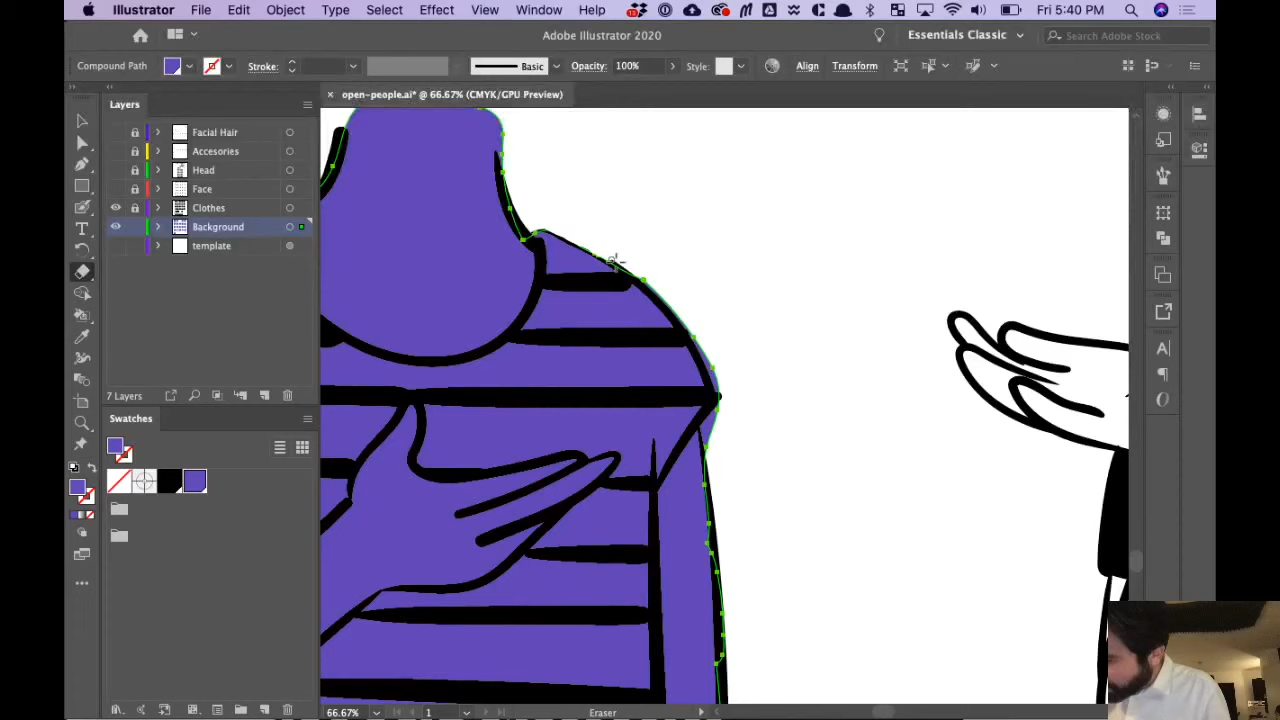 Illustrator File Edit Object Type Select Effect View Window Help Fri 5:40 PM
Adobe Illustrator 2020
Essentials Classic
Search Adobe Stock
Compound Path
Stroke:
Basic
Opacity: 100%
Style:
Align
Transform
Layers
open-people.ai* @ 66.67% (CMYK/GPU Preview)
Facial Hair
Accesories
Head
Face
Clothes
Background
template
7 Layers
Swatches
66.67%
1
Eraser